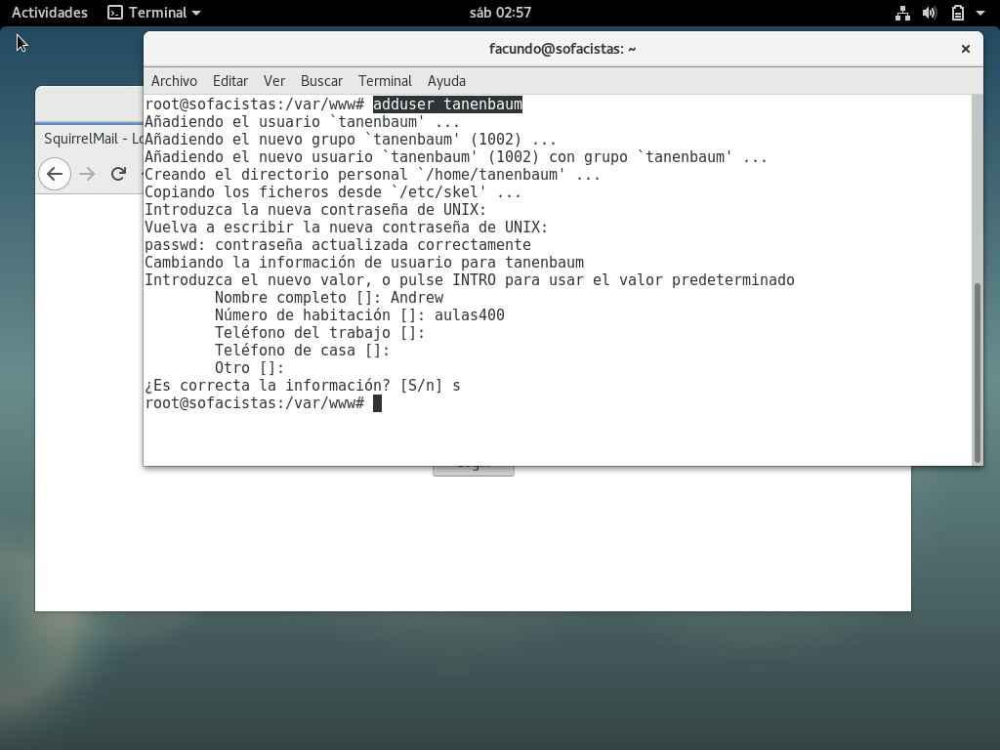 Actividades Terminal sáb 02:57
facundo@sofacistas: ~
Archivo Editar Ver Buscar Terminal Ayuda
root@sofacistas:/var/www# adduser tanenbaum
Añadiendo el usuario `tanenbaum' ...
SquirrelMail - Lo
Añadiendo el nuevo grupo `tanenbaum' (1002) ...
Añadiendo el nuevo usuario `tanenbaum' (1002) con grupo `tanenbaum' ...
Creando el directorio personal `/home/tanenbaum' ...
Copiando los ficheros desde `/etc/skel' ...
Introduzca la nueva contraseña de UNIX:
Vuelva a escribir la nueva contraseña de UNIX:
passwd: contraseña actualizada correctamente
Cambiando la información de usuario para tanenbaum
Introduzca el nuevo valor, o pulse INTRO para usar el valor predeterminado
Nombre completo []: Andrew
Número de habitación []: aulas400
Teléfono del trabajo []:
Teléfono de casa []:
Otro []:
¿Es correcta la información? [S/n] s
root@sofacistas:/var/www#
Login